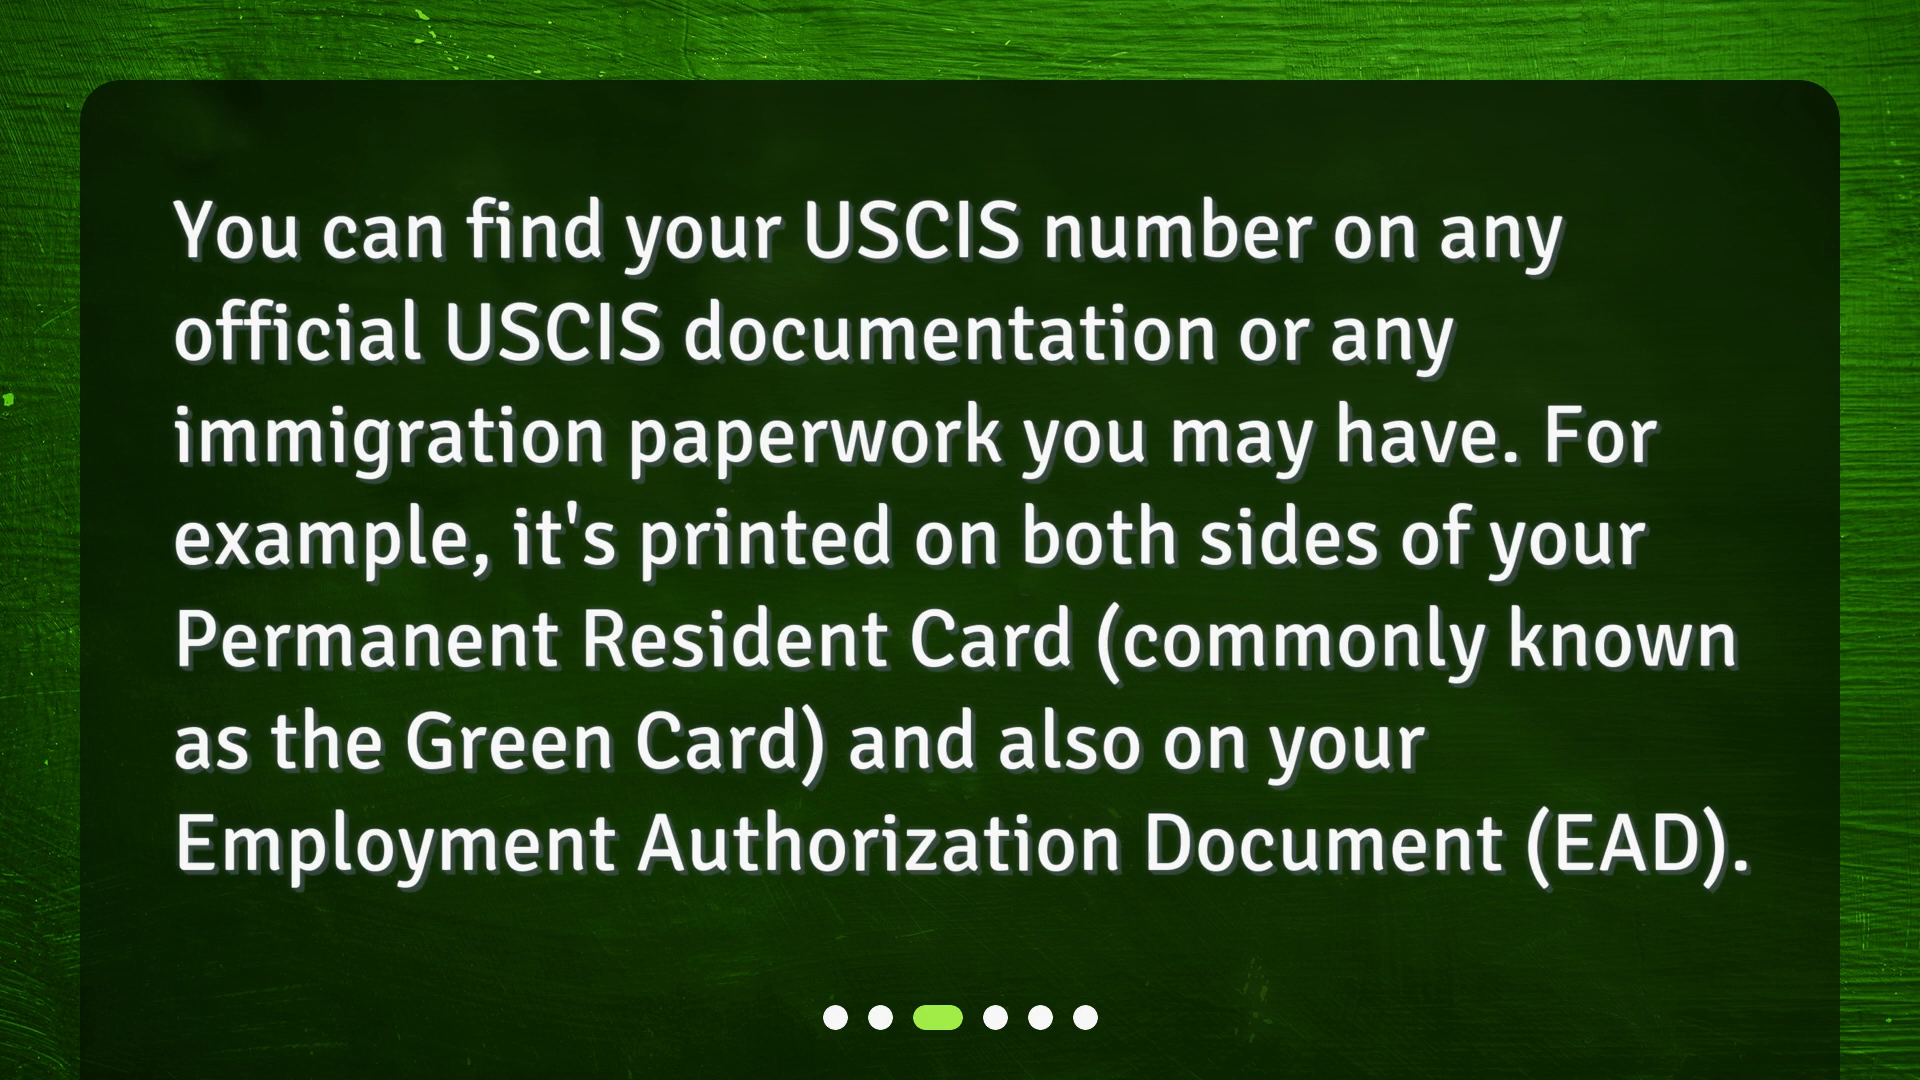 You can find your USCIS number on any
official USCIS documentation or any
immigration paperwork you may have. For
example, it's printed on both sides of your
Permanent Resident Card (commonly known
as the Green Card) and also on your
Employment Authorization Document (EAD).